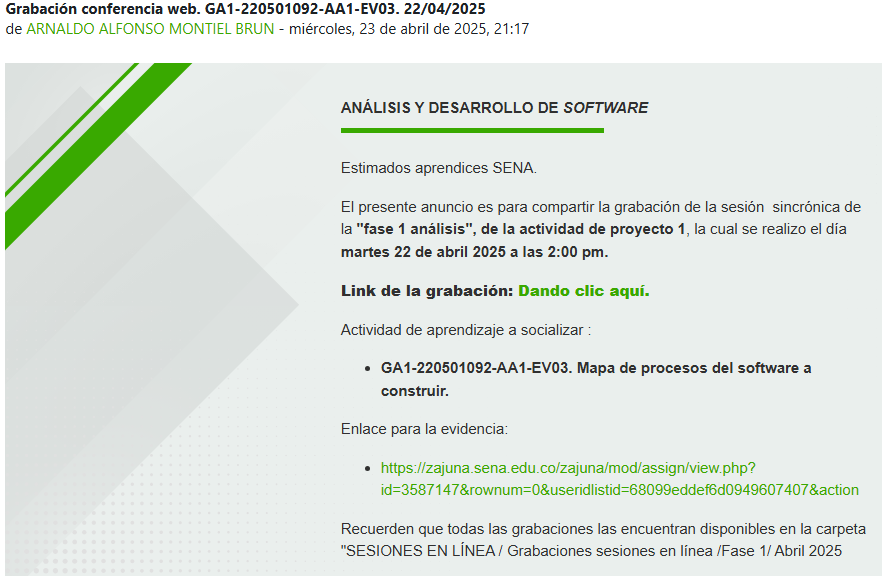 Grabación conferencia web. GA1-220501092-AA1-EV03. 22/04/2025
de ARNALDO ALFONSO MONTIEL BRUN - miércoles, 23 de abril de 2025, 21:17
ANÁLISIS Y DESARROLLO DE SOFTWARE
Estimados aprendices SENA.
El presente anuncio es para compartir la grabación de la sesión sincrónica de
la "fase 1 análisis", de la actividad de proyecto 1, la cual se realizo el día
martes 22 de abril 2025 a las 2:00 pm.
Link de la grabación: Dando clic aquí.
Actividad de aprendizaje a socializar :
• GA1-220501092-AA1-EV03. Mapa de procesos del software a
construir.
Enlace para la evidencia:
• https://zajuna.sena.edu.co/zajuna/mod/assign/view.php?
id=3587147&rownum=0&useridlistid=68099eddef6d0949607407&action
Recuerden que todas las grabaciones las encuentran disponibles en la carpeta
"SESIONES EN LÍNEA / Grabaciones sesiones en línea /Fase 1/ Abril 2025